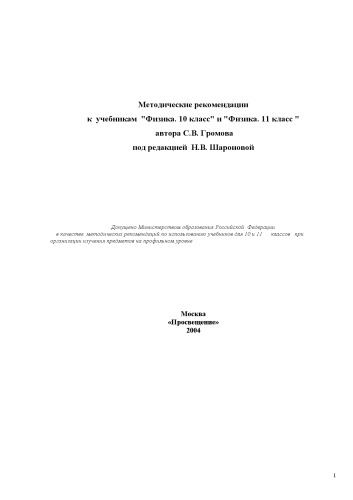 Методические рекомендации
к учебникам "Физика. 10 класс" и "Физика. 11 класс "
автора С.В. Громова
под редакцией Н.В. Шароновой
Допущено Министерством образования Российской Федерации
в качестве методических рекомендаций по использованию учебников для 10 и 11 классов при
организации изучения предметов на профильном уровне
Москва
«Просвещение»
2004
1